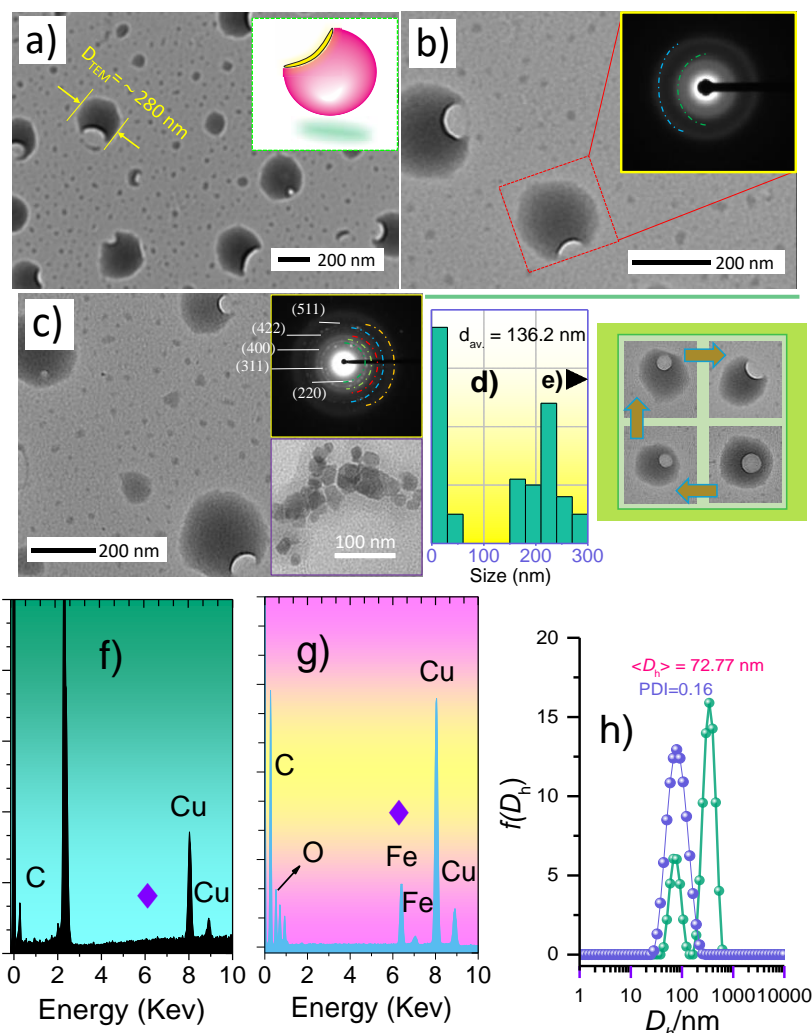 a)
D_TEM = ~ 280 nm
200 nm
b)
200 nm
c)
(511)
(422)
(400)
(311)
(220)
200 nm
100 nm
d_av. = 136.2 nm
d)
e)
0 100 200 300
Size (nm)
f)
C
Cu
Cu
0 2 4 6 8 10
Energy (Kev)
g)
C
O
Fe
Fe
Cu
Cu
0 2 4 6 8 10
Energy (Kev)
h)
<D_h> = 72.77 nm
PDI=0.16
20
15
10
5
0
f(D_h)
1 10 100 1000 10000
D_h/nm